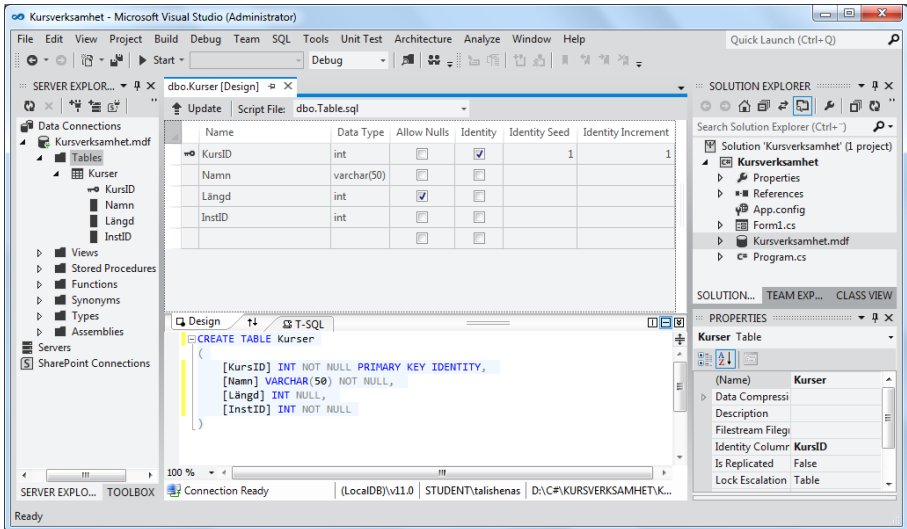 Kursverksamhet - Microsoft Visual Studio (Administrator)
File Edit View Project Build Debug Team SQL Tools Unit Test Architecture Analyze Window Help
Quick Launch (Ctrl+Q)
Start
Debug
SERVER EXPLOR...
Data Connections
Kursverksamhet.mdf
Tables
Kurser
KursID
Namn
Längd
InstID
Views
Stored Procedures
Functions
Synonyms
Types
Assemblies
Servers
SharePoint Connections
SERVER EXPLO... TOOLBOX
dbo.Kurser [Design]
Update Script File: dbo.Table.sql
Name Data Type Allow Nulls Identity Identity Seed Identity Increment
KursID int 1 1
Namn varchar(50)
Längd int
InstID int
Design T-SQL
CREATE TABLE Kurser
(
[KursID] INT NOT NULL PRIMARY KEY IDENTITY,
[Namn] VARCHAR(50) NOT NULL,
[Längd] INT NULL,
[InstID] INT NOT NULL
)
100 %
Connection Ready (LocalDB)\v11.0 STUDENT\talishenas D:\C#\KURSVERKSAMHET\K...
SOLUTION EXPLORER
Search Solution Explorer (Ctrl+¨)
Solution 'Kursverksamhet' (1 project)
Kursverksamhet
Properties
References
App.config
Form1.cs
Kursverksamhet.mdf
Program.cs
SOLUTION... TEAM EXP... CLASS VIEW
PROPERTIES
Kurser Table
(Name) Kurser
Data Compressi
Description
Filestream Filegr
Identity Column KursID
Is Replicated False
Lock Escalation Table
Ready